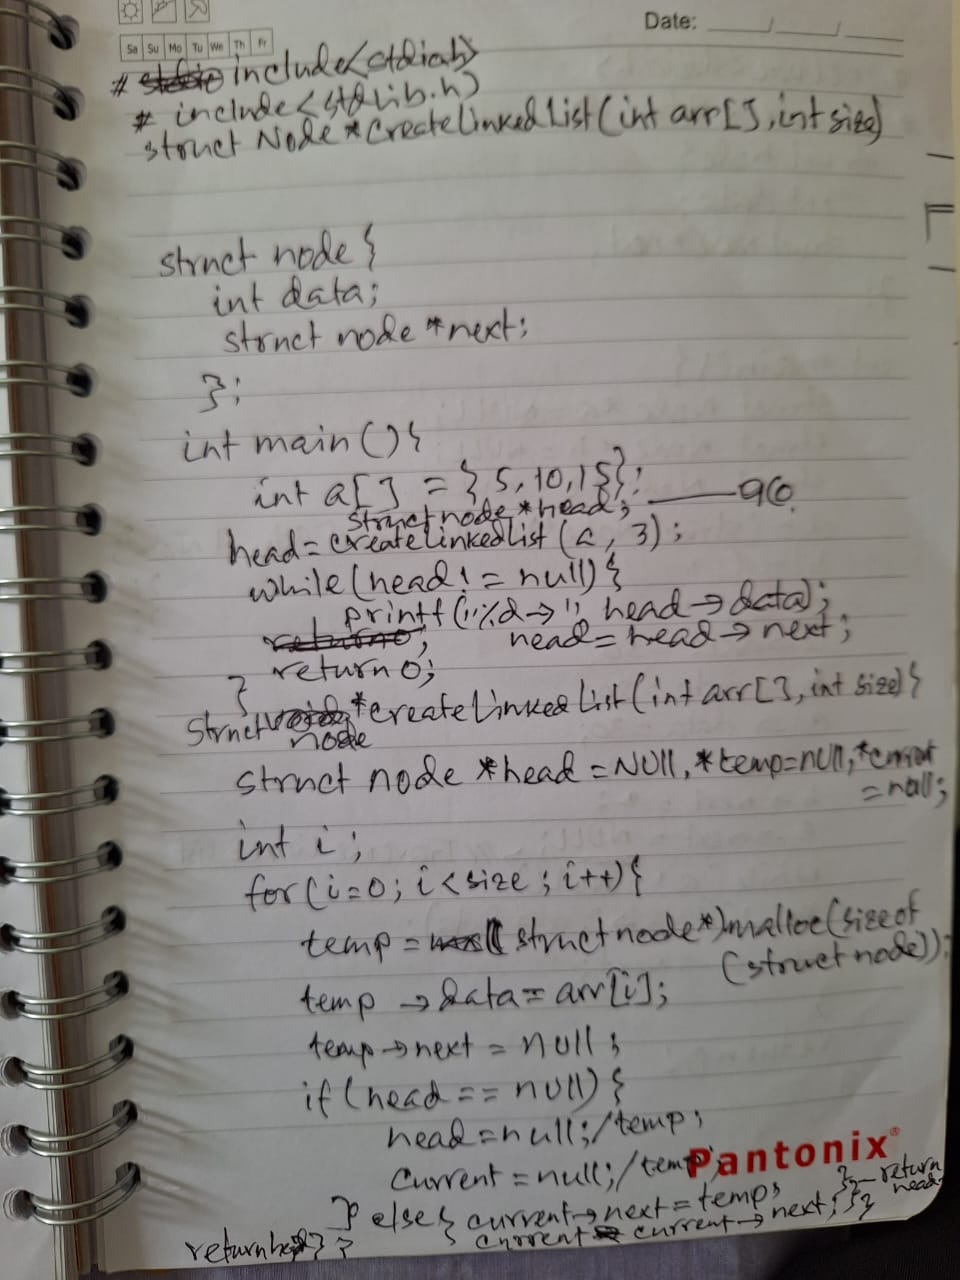 Date: ___/___/___
Sa Su Mo Tu We Th Fr
# include<stdio.h>
# include<stdlib.h>
struct Node *createlinkedlist(int arr[], int size)
struct node {
int data;
struct node *next;
};
int main(){
int a[] = {5, 10, 15};
struct node *head;
head = createlinkedlist(a, 3);
while(head != null){
printf("%d->", head->data);
head = head->next;
return 0;
}
struct node *createlinkedlist(int arr[], int size){
struct node *head = NUll, *temp=nUll, *current
= null;
int i;
for(i=0; i<size; i++){
temp = (struct node*)malloc(sizeof
(struct node));
temp -> data = arr[i];
temp->next = null;
if(head == null){
head = null;/temp;
Pantonix®
current = null;/temp;
} else{ current->next = temp;
}; return
head;
current = current->next; }}
return head} }